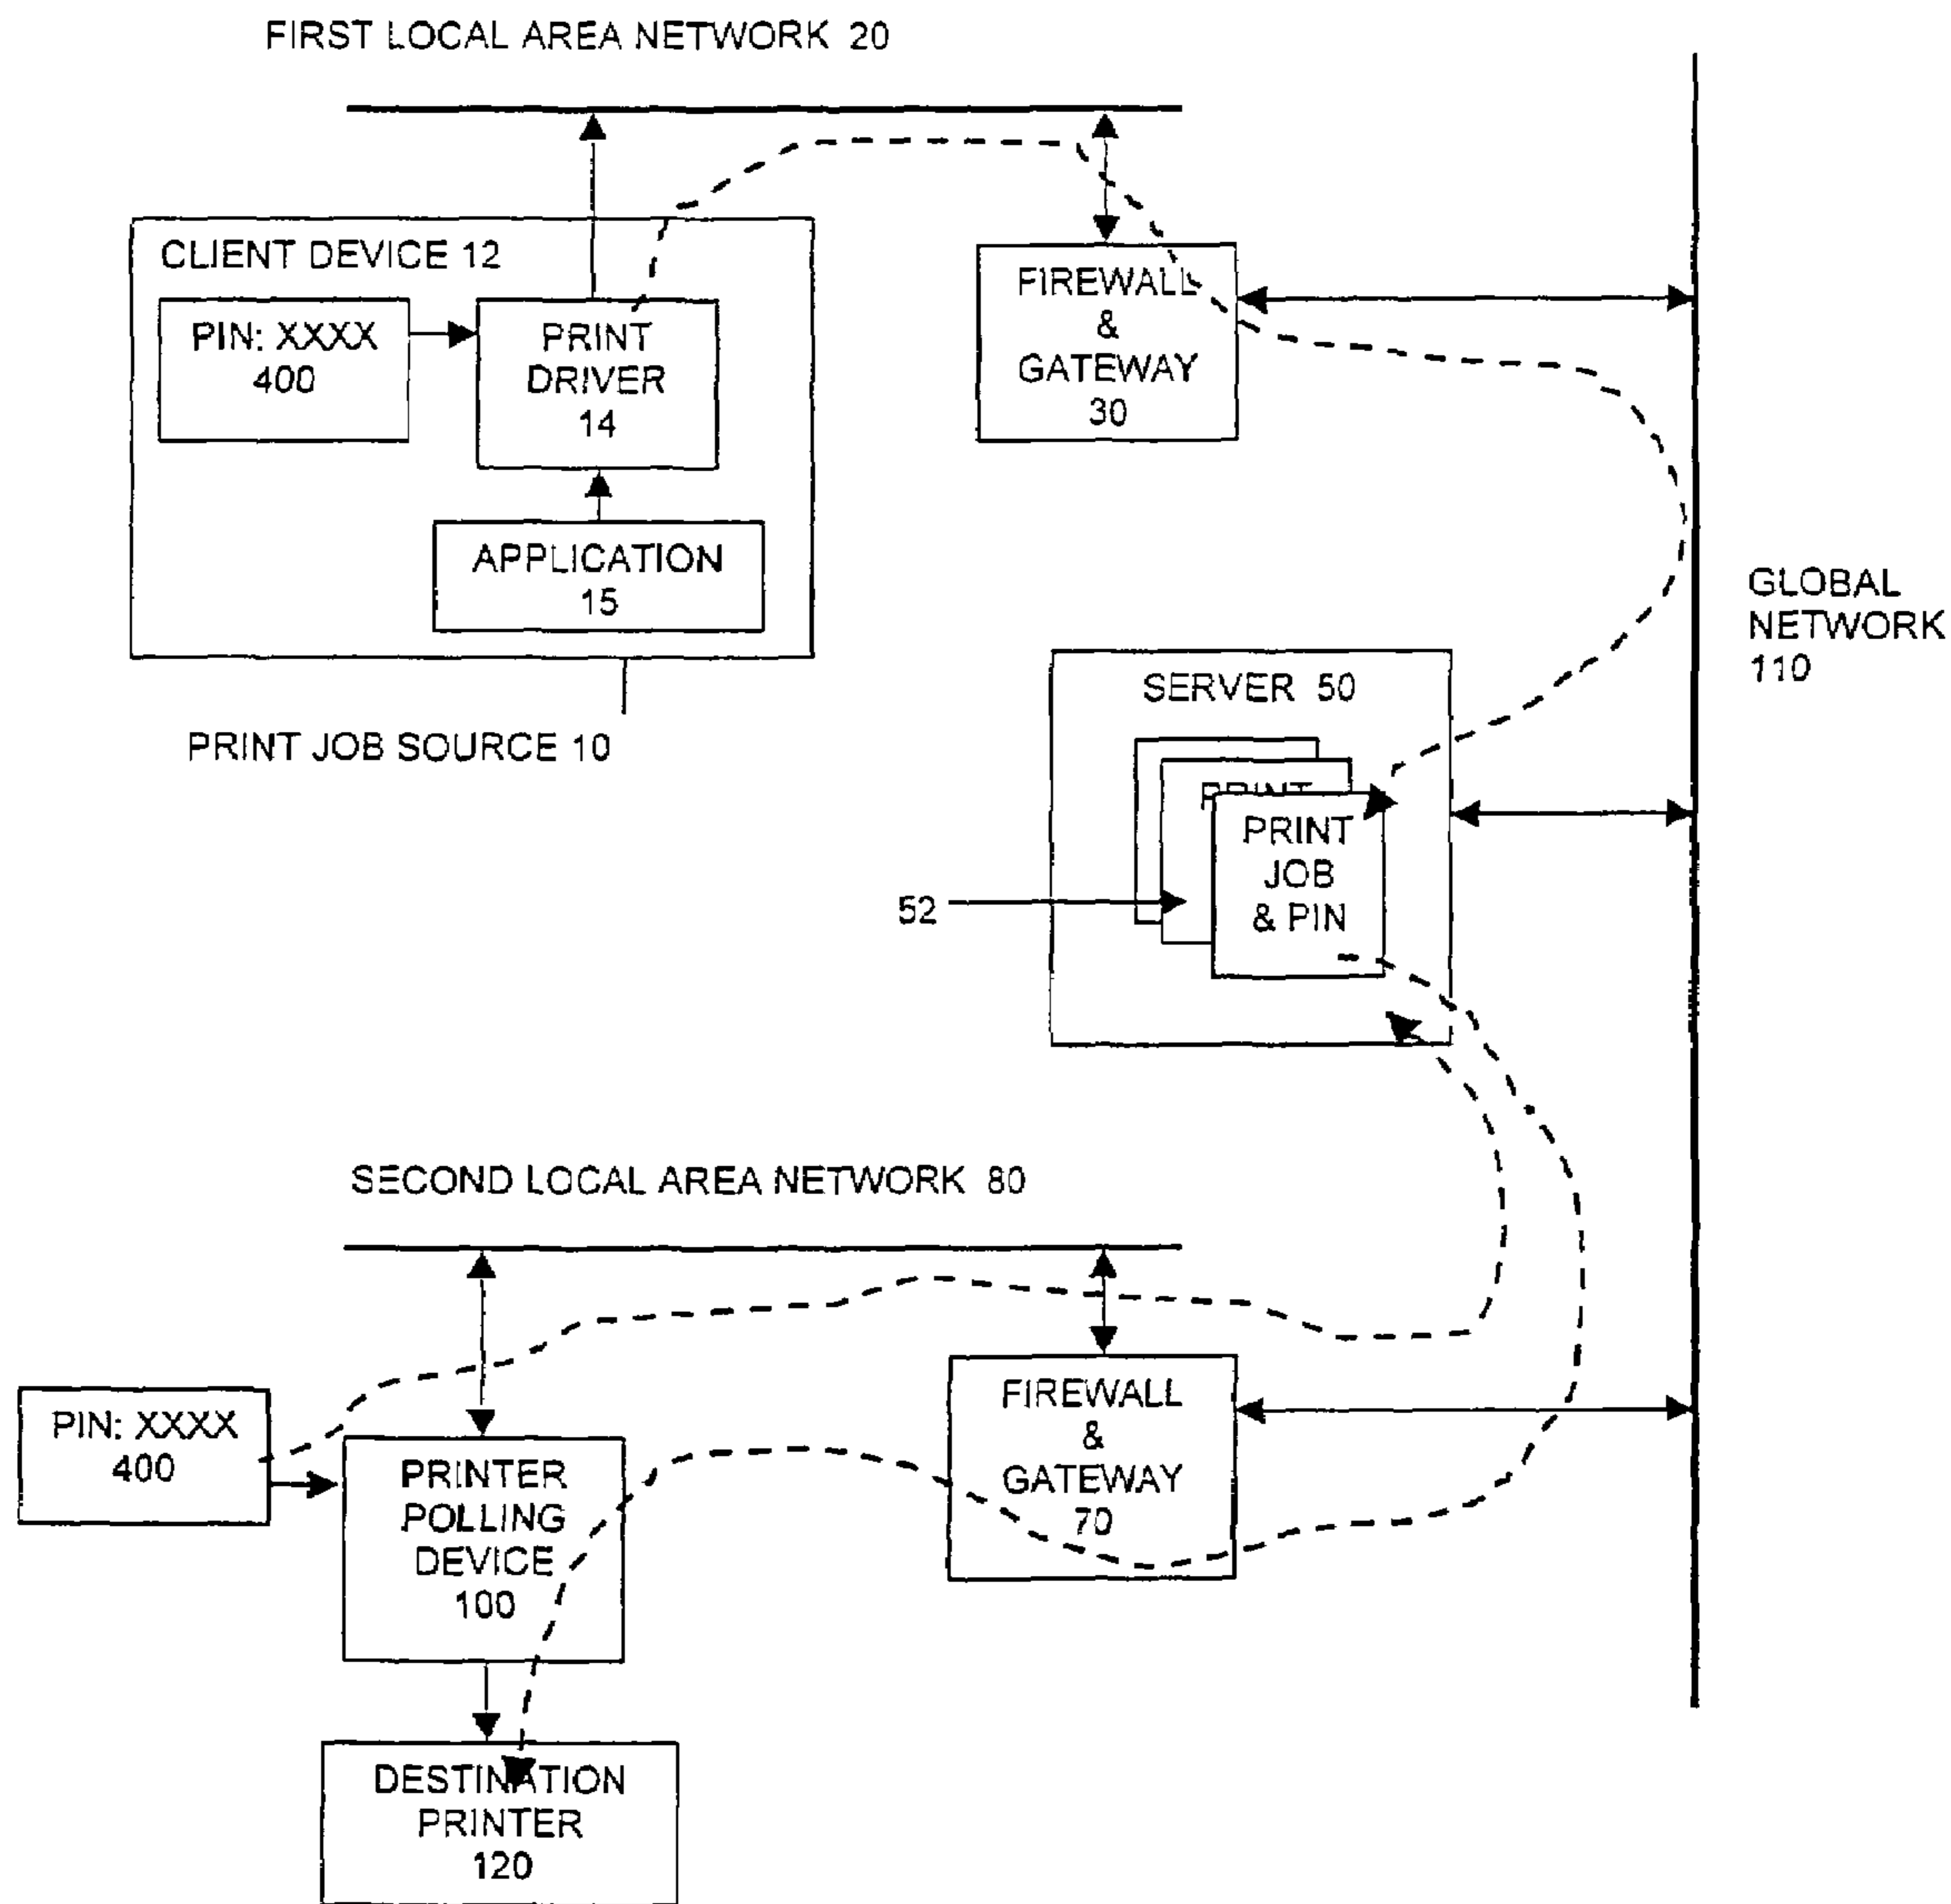 FIRST LOCAL AREA NETWORK 20
CLIENT DEVICE 12
PIN: XXXX
400
PRINT
DRIVER
14
APPLICATION
15
PRINT JOB SOURCE 10
FIREWALL
&
GATEWAY
30
GLOBAL
NETWORK
110
SERVER 50
PRINT
PRINT
JOB
& PIN
52
SECOND LOCAL AREA NETWORK 80
PIN: XXXX
400
PRINTER
POLLING
DEVICE
100
FIREWALL
&
GATEWAY
70
DESTINATION
PRINTER
120